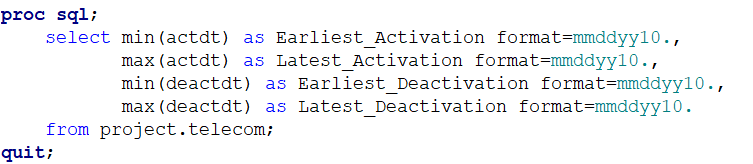 proc sql;
    select min(actdt) as Earliest_Activation format=mmddyy10.,
           max(actdt) as Latest_Activation format=mmddyy10.,
           min(deactdt) as Earliest_Deactivation format=mmddyy10.,
           max(deactdt) as Latest_Deactivation format=mmddyy10.
    from project.telecom;
quit;